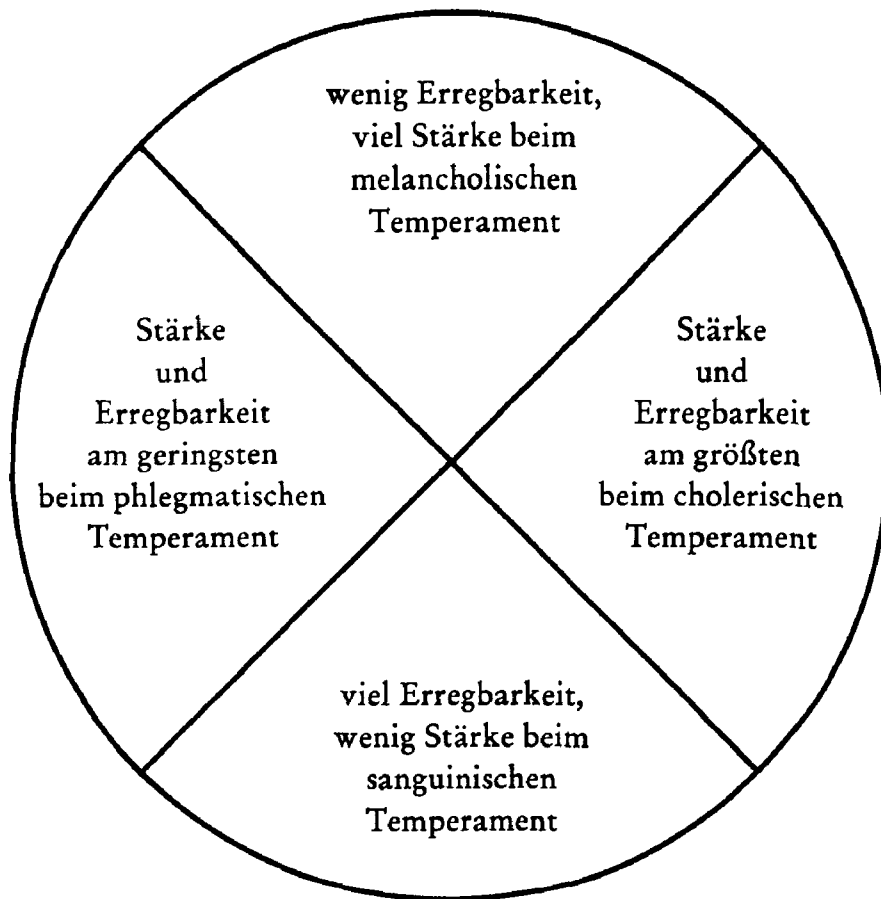 wenig Erregbarkeit,
viel Stärke beim
melancholischen
Temperament
Stärke
und
Erregbarkeit
am geringsten
beim phlegmatischen
Temperament
Stärke
und
Erregbarkeit
am größten
beim cholerischen
Temperament
viel Erregbarkeit,
wenig Stärke beim
sanguinischen
Temperament